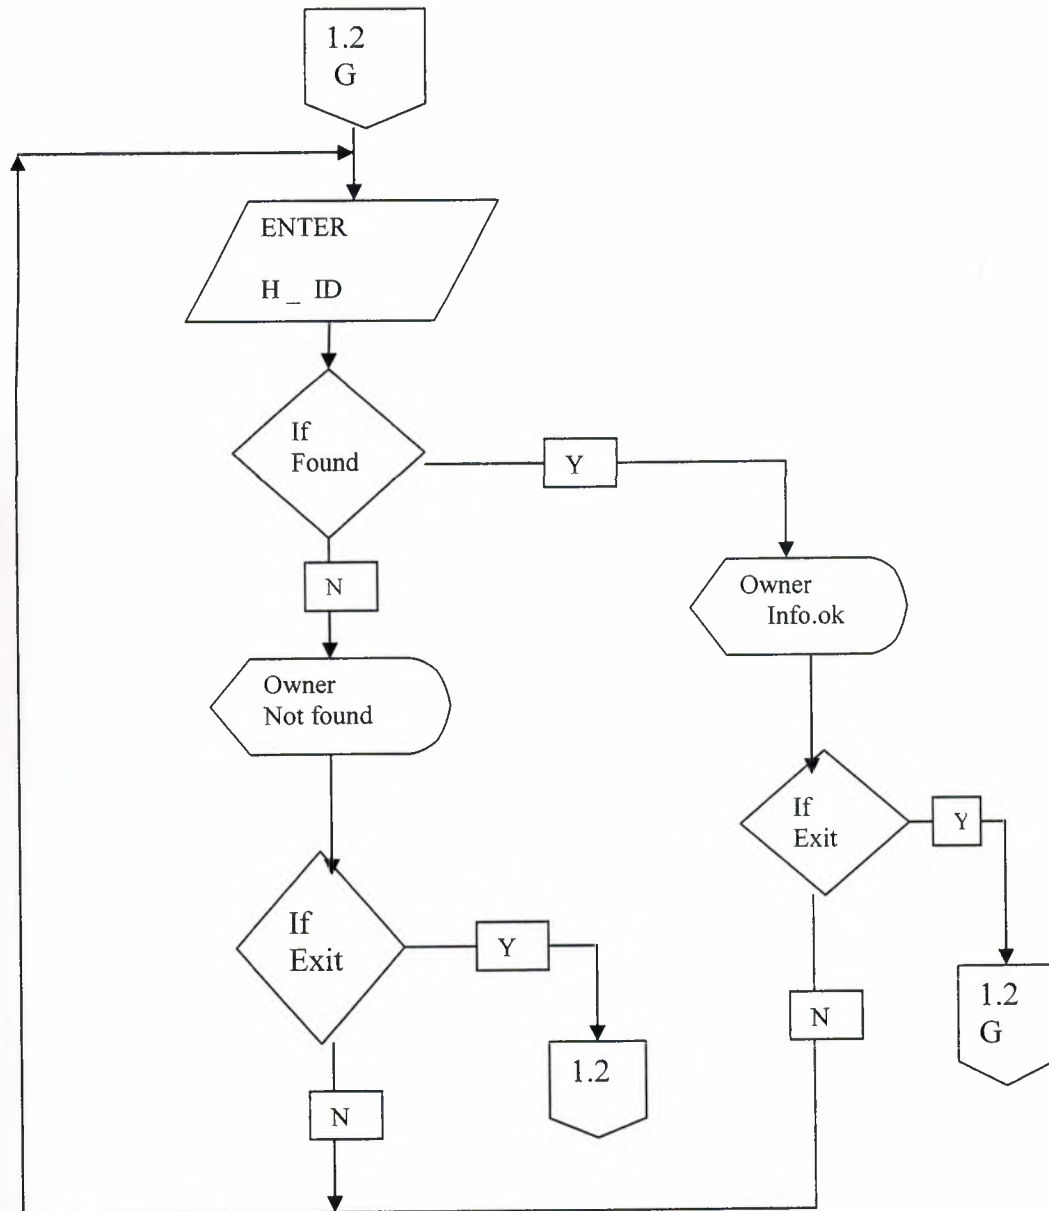 1.2
G
ENTER
H _ ID
If
Found
Y
N
Owner
Info.ok
Owner
Not found
If
Exit
Y
If
Exit
Y
N
1.2
G
1.2
N